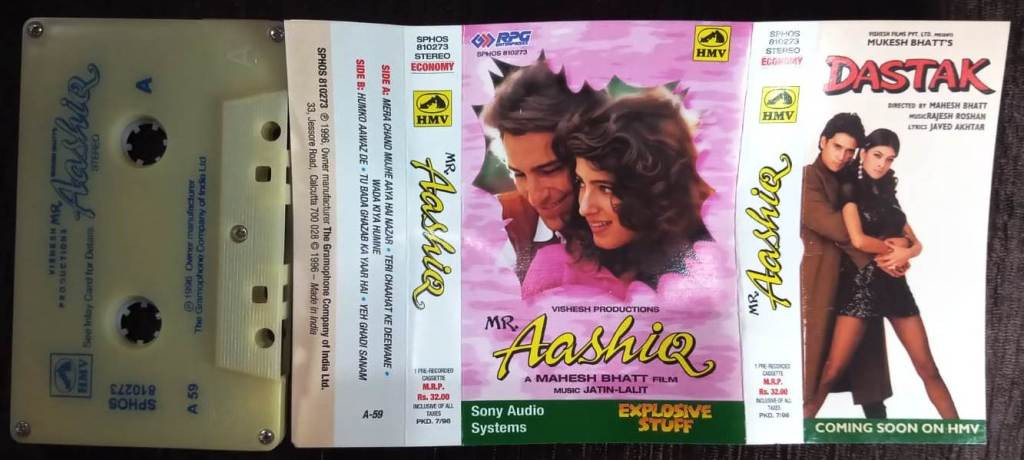 A
VISHESH
PRODUCTIONS
MR.
Aashiq
STEREO
(See Inlay Card for Details)
℗ 1996 Owner manufacturer
The Gramophone Company of India Ltd
HMV
SPHOS
810273
A 59
SIDE A: MERA CHAND MUJHE AAYA HAI NAZAR • TERI CHAAHAT KE DEEWANE •
WADA KIYA HUMNE
SIDE B: HUMKO AAWAZ DE • TU BADA GHAZAB KA YAAR HAI • YEH GHADI SANAM
SPHOS 810273 ℗ 1996. Owner manufacturer The Gramophone Company of India Ltd.
33, Jessore Road, Calcutta 700 028 © 1996 – Made in India
A-59
SPHOS
810273
STEREO
ECONOMY
HMV
MR.
Aashiq
1 PRE-RECORDED
CASSETTE
M.R.P.
Rs. 32.00
INCLUSIVE OF ALL
TAXES
PKD. 7/96
RPG
ENTERPRISES
SPHOS 810273
HMV
VISHESH PRODUCTIONS
MR.
Aashiq
A MAHESH BHATT FILM
MUSIC JATIN-LALIT
Sony Audio
Systems
EXPLOSIVE
STUFF
SPHOS
810273
STEREO
ECONOMY
HMV
MR.
Aashiq
1 PRE-RECORDED
CASSETTE
M.R.P.
Rs. 32.00
INCLUSIVE OF ALL
TAXES
PKD. 7/96
VISHESH FILMS PVT. LTD. PRESENTS
MUKESH BHATT'S
DASTAK
DIRECTED BY MAHESH BHATT
MUSIC RAJESH ROSHAN
LYRICS JAVED AKHTAR
COMING SOON ON HMV